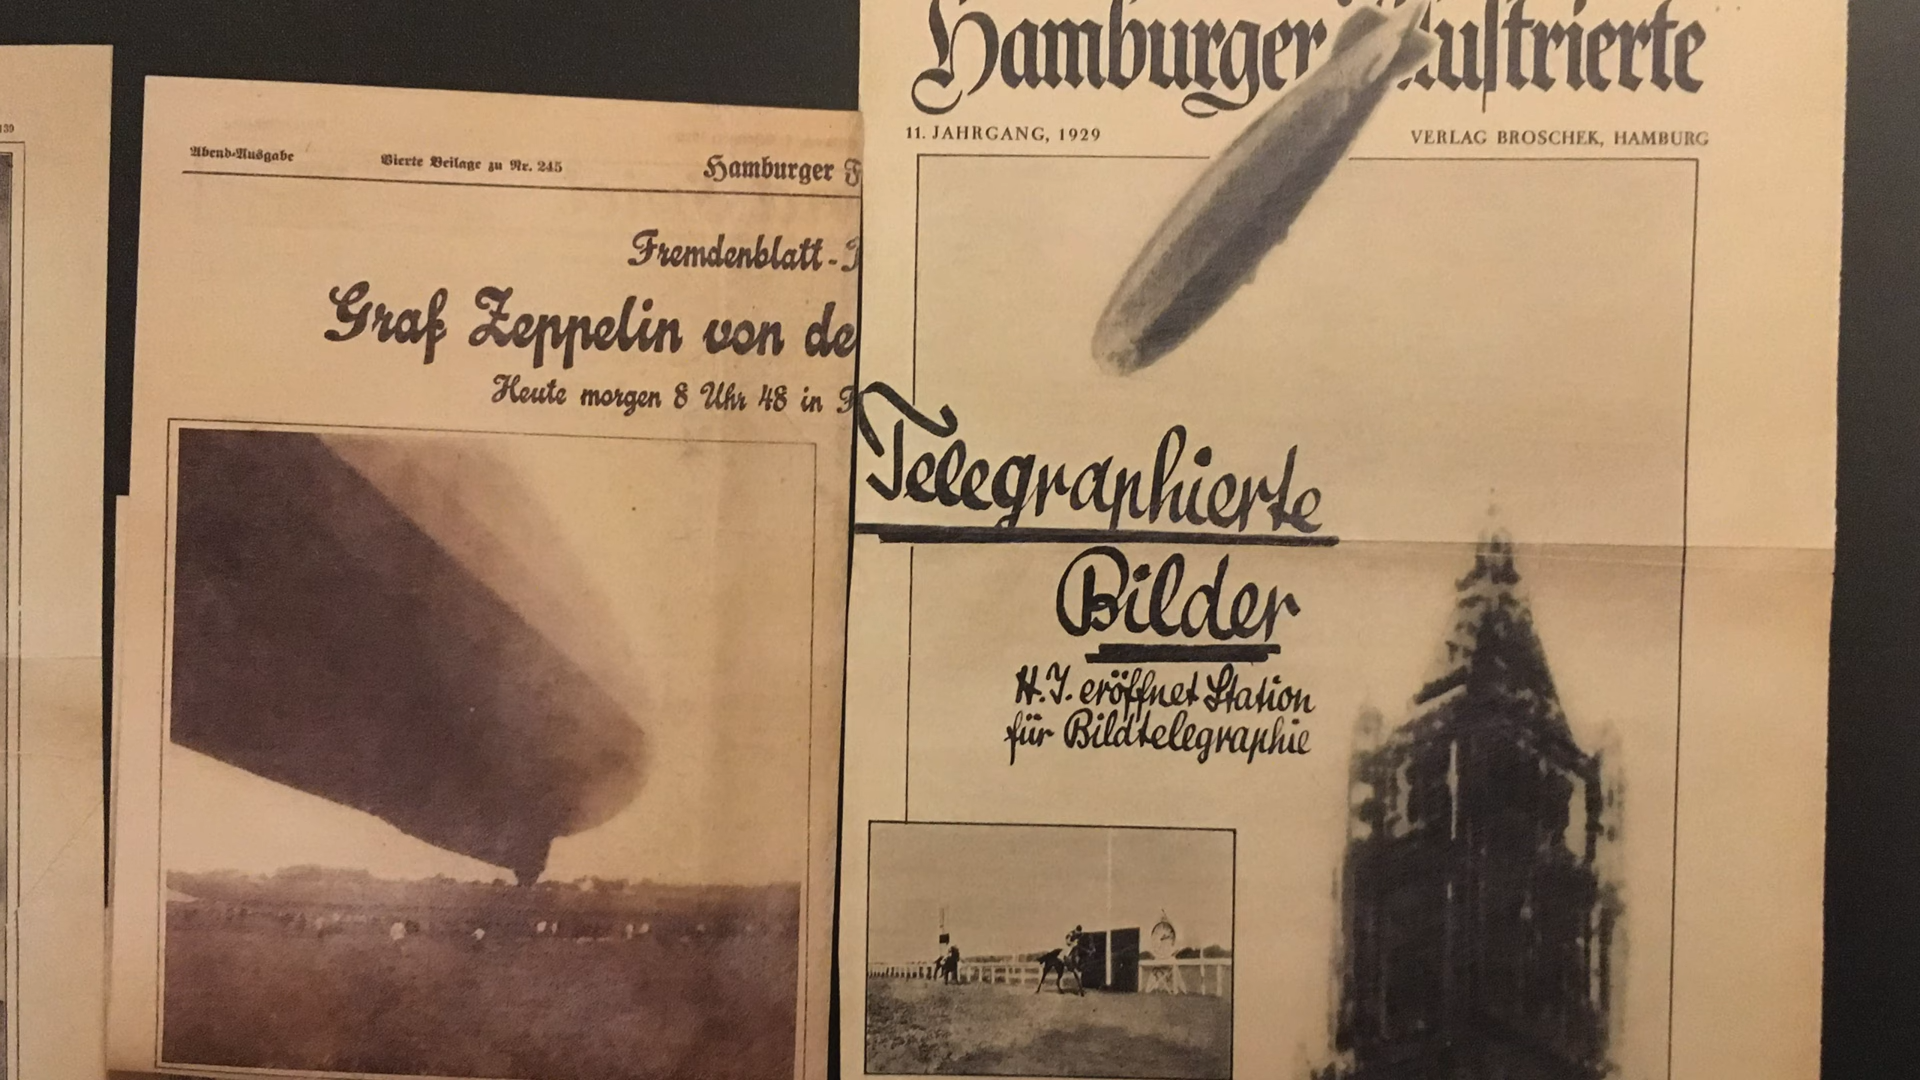 139
Abend-Ausgabe Vierte Beilage zu Nr. 245 Hamburger F
Fremdenblatt-
Graf Zeppelin von de
Heute morgen 8 Uhr 48 in F
Hamburger Illustrierte
11. JAHRGANG, 1929 VERLAG BROSCHEK, HAMBURG
Telegraphierte
Bilder
H.I. eröffnet Station
für Bildtelegraphie